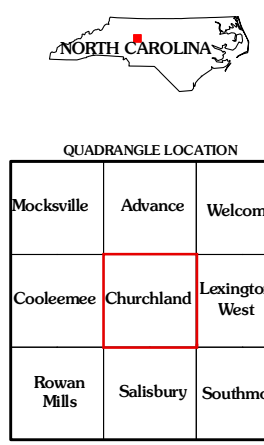 NORTH CAROLINA
QUADRANGLE LOCATION
Mocksville Advance Welcom
Cooleemee Churchland Lexingto
West
Rowan Salisbury Southmo
Mills